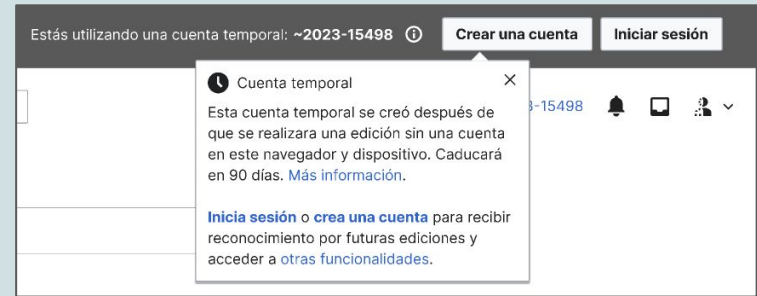 Estás utilizando una cuenta temporal: ~2023-15498 Crear una cuenta Iniciar sesión
Cuenta temporal
Esta cuenta temporal se creó después de
que se realizara una edición sin una cuenta
en este navegador y dispositivo. Caducará
en 90 días. Más información.
Inicia sesión o crea una cuenta para recibir
reconocimiento por futuras ediciones y
acceder a otras funcionalidades.
-15498